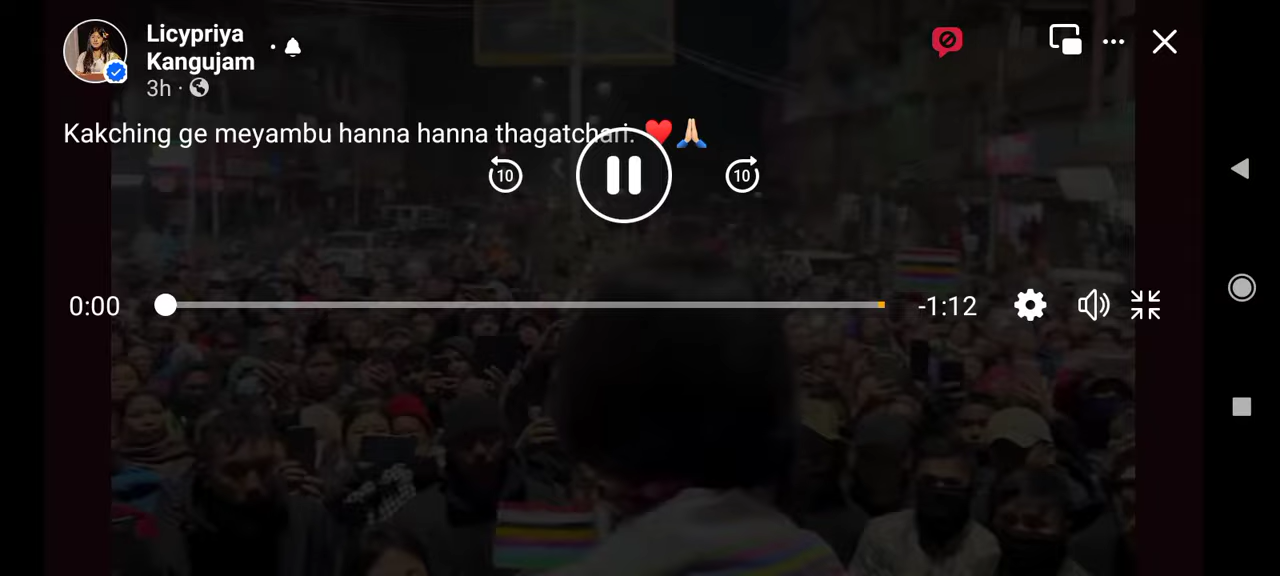 Licypriya
Kangujam
3h
Kakching ge meyambu hanna hanna thagatchari. ❤️🙏🏼
10
10
0:00
-1:12